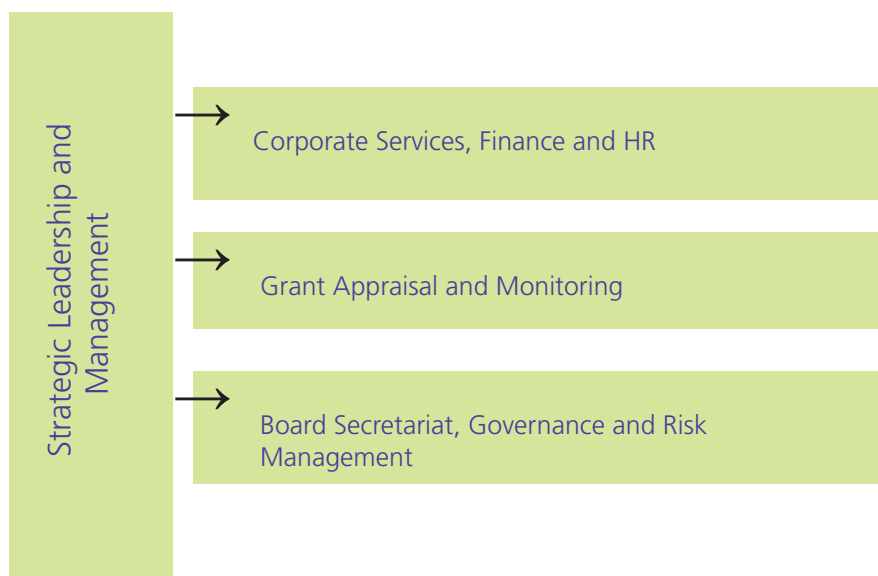 Strategic Leadership and
Management
Corporate Services, Finance and HR
Grant Appraisal and Monitoring
Board Secretariat, Governance and Risk
Management